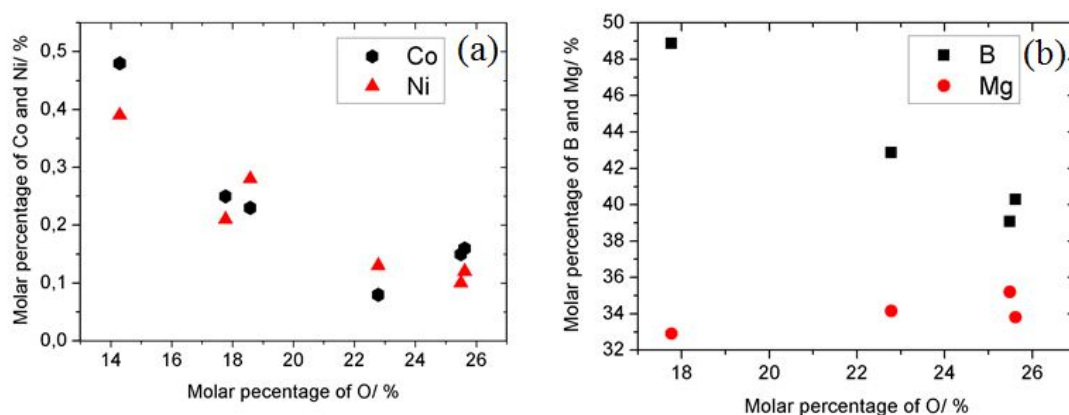 (a)
Co
Ni
Molar percentage of Co and Ni/ %
0,5
0,4
0,3
0,2
0,1
0,0
14 16 18 20 22 24 26
Molar pecentage of O/ %
(b)
B
Mg
Molar percentage of B and Mg/ %
50
48
46
44
42
40
38
36
34
32
18 20 22 24 26
Molar percentage of O/ %